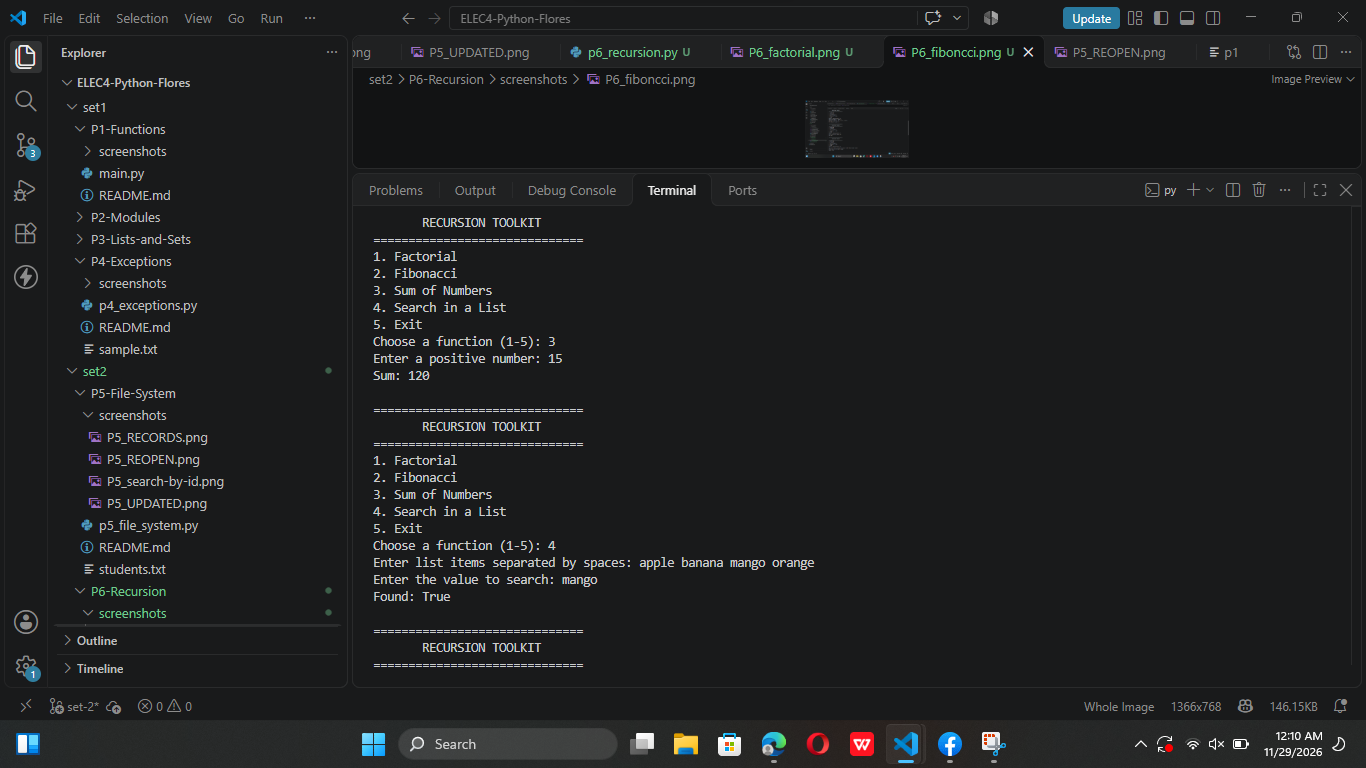 File Edit Selection View Go Run ··· ELEC4-Python-Flores Update
Explorer ···
ELEC4-Python-Flores
set1
P1-Functions
screenshots
main.py
README.md
P2-Modules
P3-Lists-and-Sets
P4-Exceptions
screenshots
p4_exceptions.py
README.md
sample.txt
set2
P5-File-System
screenshots
P5_RECORDS.png
P5_REOPEN.png
P5_search-by-id.png
P5_UPDATED.png
p5_file_system.py
README.md
students.txt
P6-Recursion
screenshots
Outline
Timeline
3
1
ong P5_UPDATED.png p6_recursion.py U P6_factorial.png U P6_fiboncci.png U P5_REOPEN.png p1 ···
set2 > P6-Recursion > screenshots > P6_fiboncci.png Image Preview
Problems Output Debug Console Terminal Ports py ···
RECURSION TOOLKIT
==============================
1. Factorial
2. Fibonacci
3. Sum of Numbers
4. Search in a List
5. Exit
Choose a function (1-5): 3
Enter a positive number: 15
Sum: 120
==============================
RECURSION TOOLKIT
==============================
1. Factorial
2. Fibonacci
3. Sum of Numbers
4. Search in a List
5. Exit
Choose a function (1-5): 4
Enter list items separated by spaces: apple banana mango orange
Enter the value to search: mango
Found: True
==============================
RECURSION TOOLKIT
==============================
set-2* 0 0 Whole Image 1366x768 146.15KB
Search 12:10 AM
11/29/2026